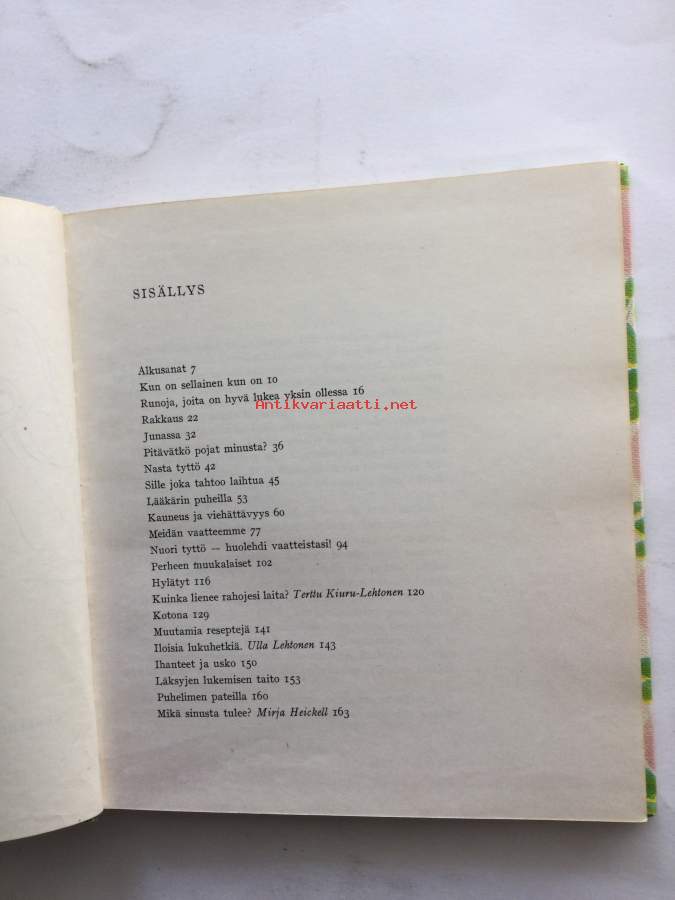 SISÄLLYS
Alkusanat 7
Kun on sellainen kun on 10
Runoja, joita on hyvä lukea yksin ollessa 16
Antikvariaatti.net
Rakkaus 22
Junassa 32
Pitävätkö pojat minusta? 36
Nasta tyttö 42
Sille joka tahtoo laihtua 45
Lääkärin puheilla 53
Kauneus ja viehättävyys 60
Meidän vaatteemme 77
Nuori tyttö — huolehdi vaatteistasi! 94
Perheen muukalaiset 102
Hylätyt 116
Kuinka lienee rahojesi laita? Terttu Kiuru-Lehtonen 120
Kotona 129
Muutamia reseptejä 141
Iloisia lukuhetkiä. Ulla Lehtonen 143
Ihanteet ja usko 150
Läksyjen lukemisen taito 153
Puhelimen pateilla 160
Mikä sinusta tulee? Mirja Heickell 163